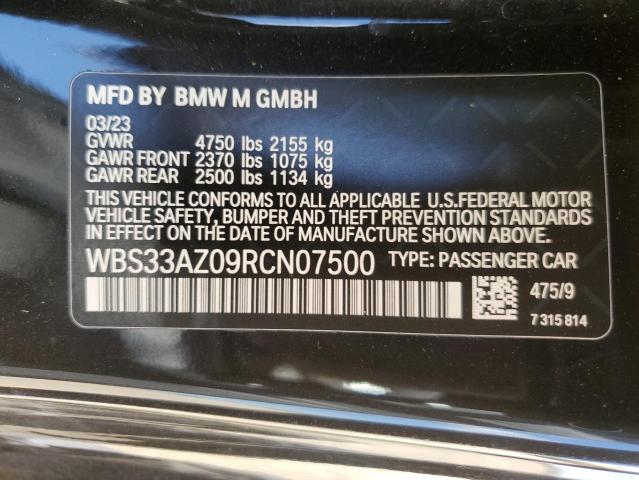 MFD BY BMW M GMBH
03/23
GVWR 4750 lbs 2155 kg
GAWR FRONT 2370 lbs 1075 kg
GAWR REAR 2500 lbs 1134 kg
THIS VEHICLE CONFORMS TO ALL APPLICABLE U.S.FEDERAL MOTOR
VEHICLE SAFETY, BUMPER AND THEFT PREVENTION STANDARDS
IN EFFECT ON THE DATE OF MANUFACTURE SHOWN ABOVE.
WBS33AZ09RCN07500 TYPE: PASSENGER CAR
475/9
7 315 814